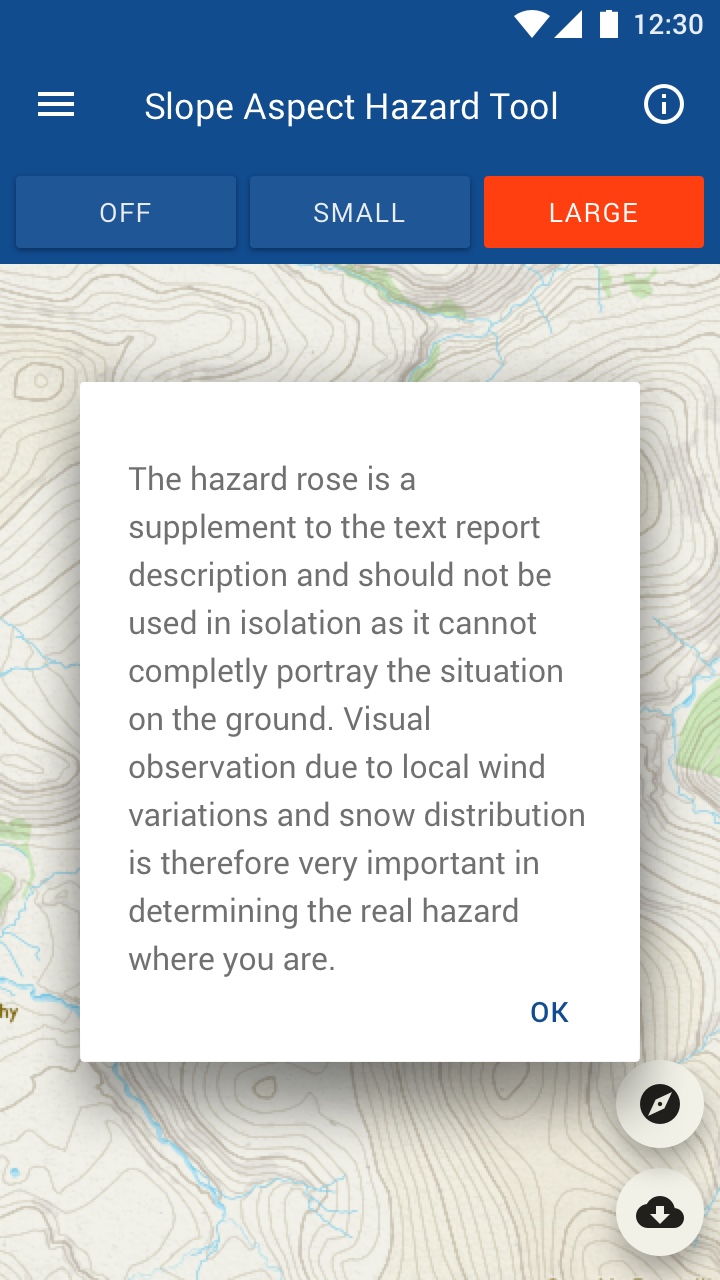 12:30
Slope Aspect Hazard Tool
OFF SMALL LARGE
The hazard rose is a
supplement to the text report
description and should not be
used in isolation as it cannot
completly portray the situation
on the ground. Visual
observation due to local wind
variations and snow distribution
is therefore very important in
determining the real hazard
where you are.
hy
OK